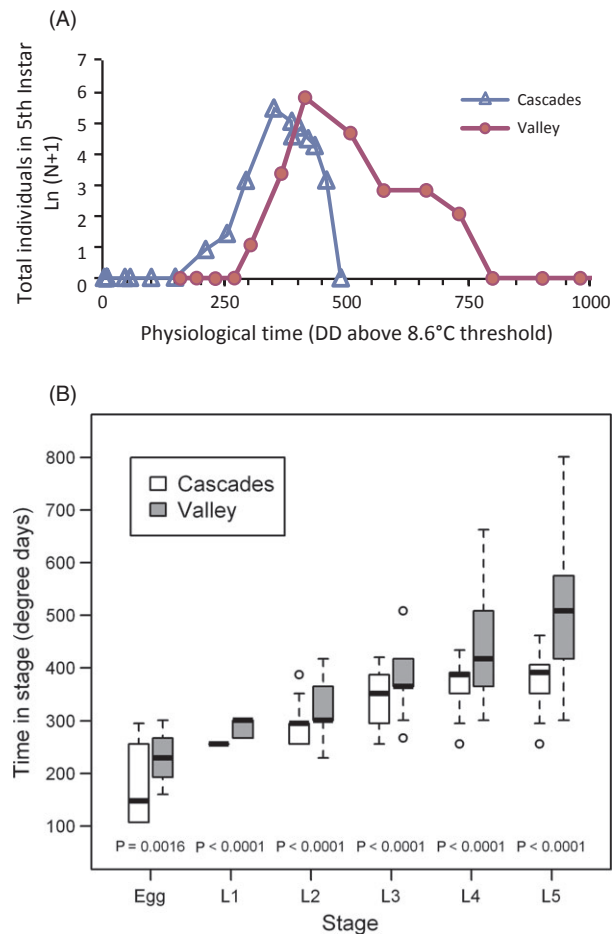 (A)
Total individuals in 5th Instar
Ln (N+1)
7
6
5
4
3
2
1
0
Cascades
Valley
0 250 500 750 1000
Physiological time (DD above 8.6°C threshold)
(B)
Time in stage (degree days)
800
700
600
500
400
300
200
Cascades
Valley
P = 0.0016 P < 0.0001 P < 0.0001 P < 0.0001 P < 0.0001 P < 0.0001
Egg L1 L2 L3 L4 L5
Stage